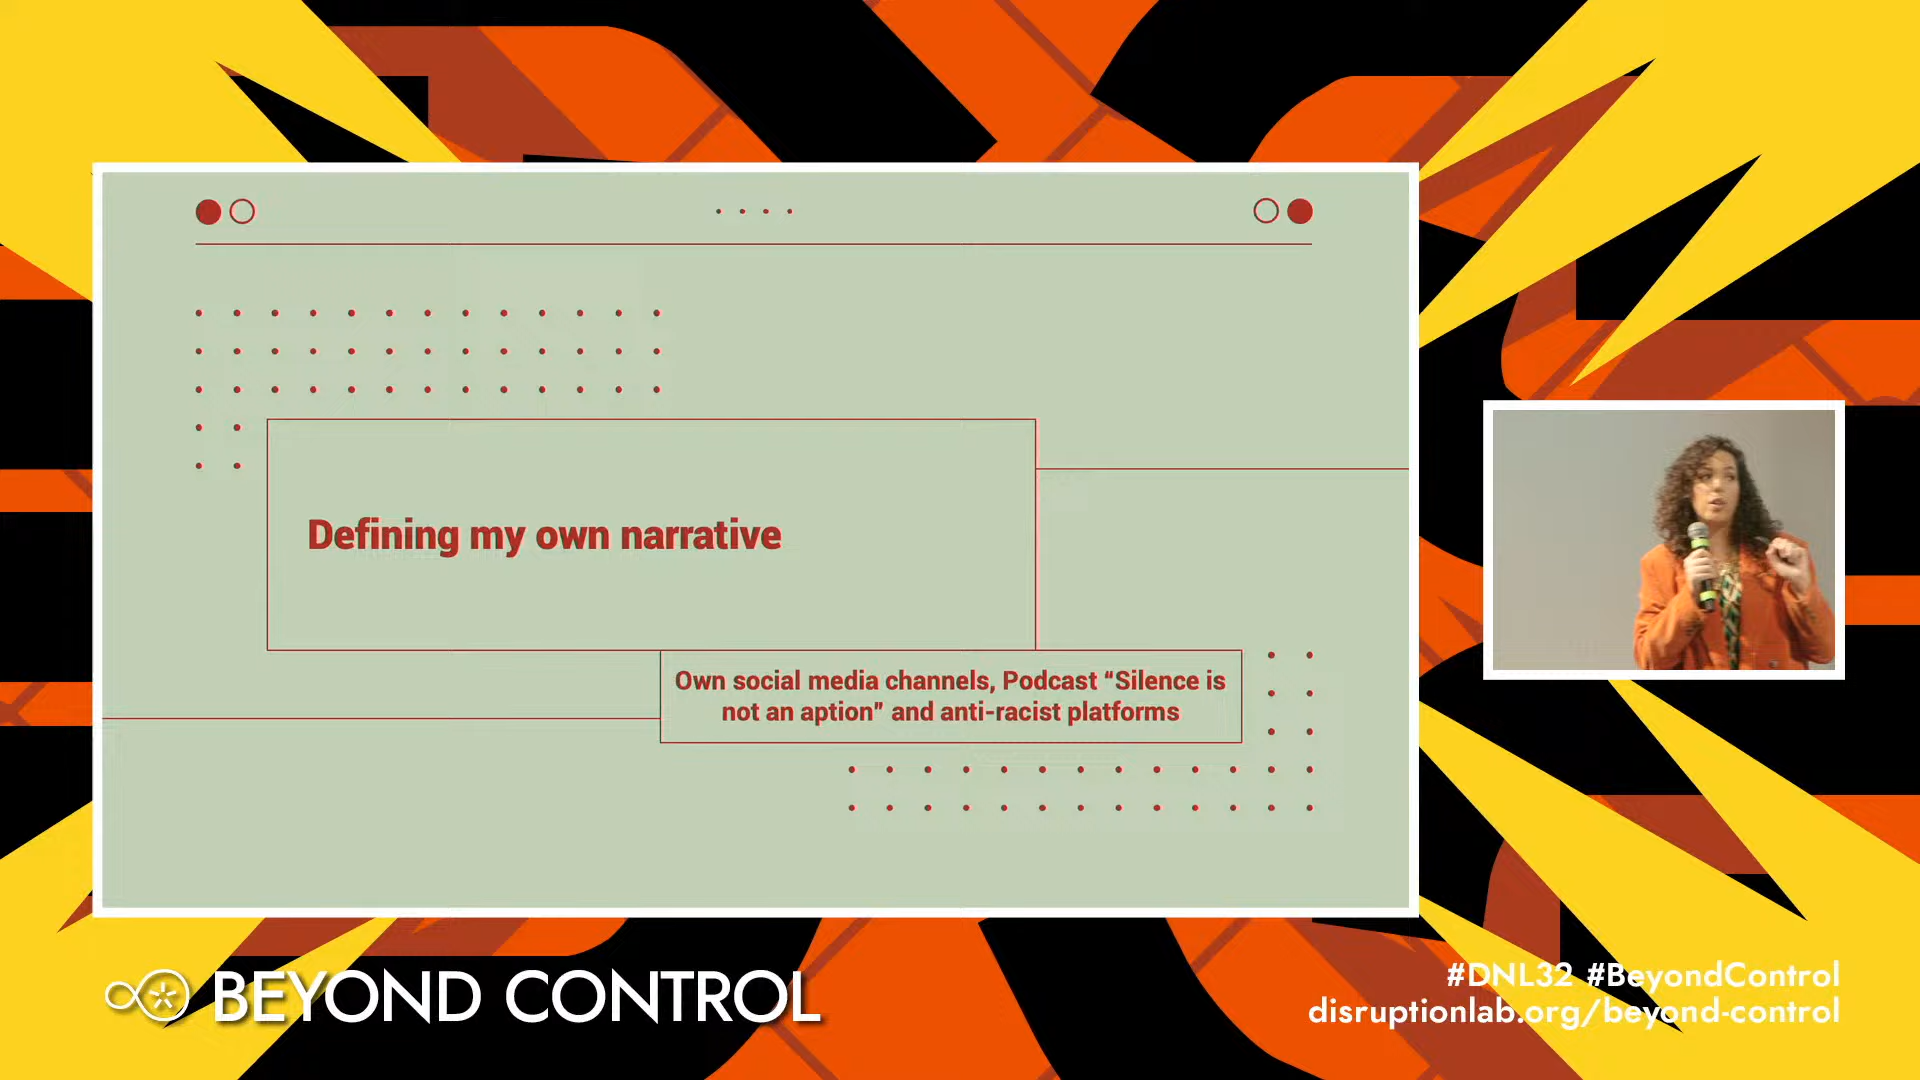 Defining my own narrative
Own social media channels, Podcast “Silence is
not an aption” and anti-racist platforms
BEYOND CONTROL
#DNL32 #BeyondControl
disruptionlab.org/beyond-control